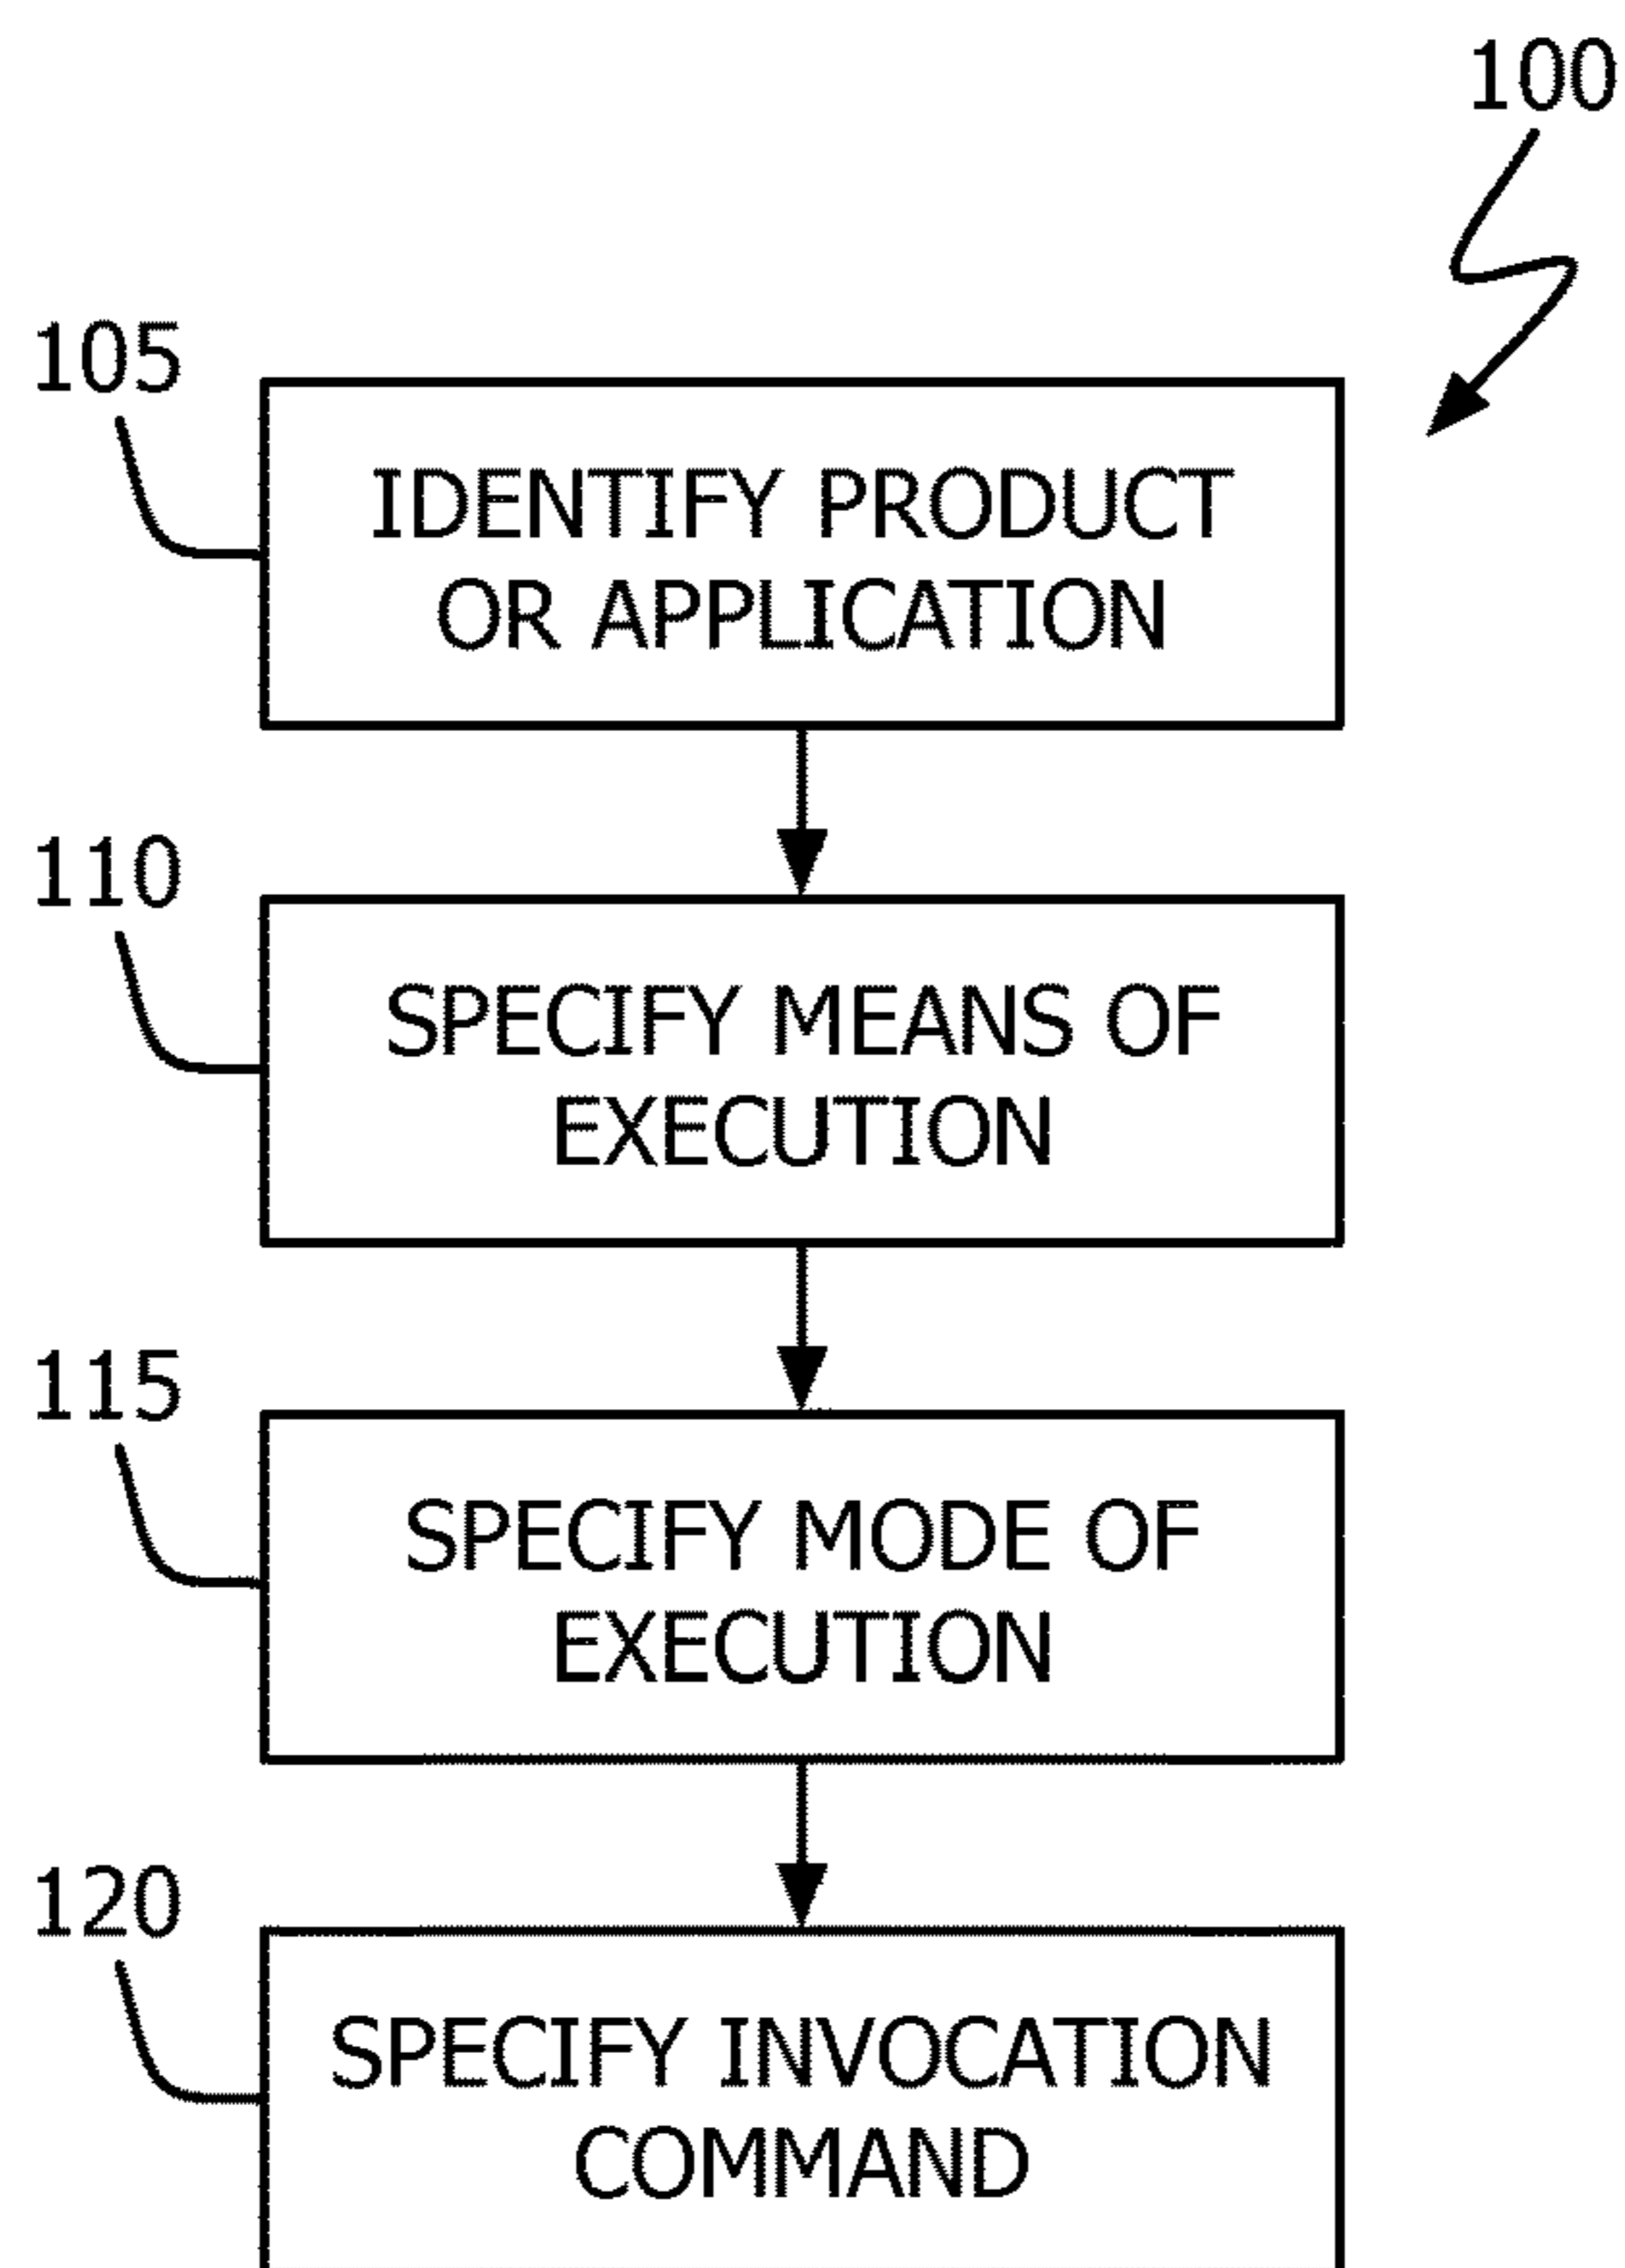 100
105
IDENTIFY PRODUCT
OR APPLICATION
110
SPECIFY MEANS OF
EXECUTION
115
SPECIFY MODE OF
EXECUTION
120
SPECIFY INVOCATION
COMMAND